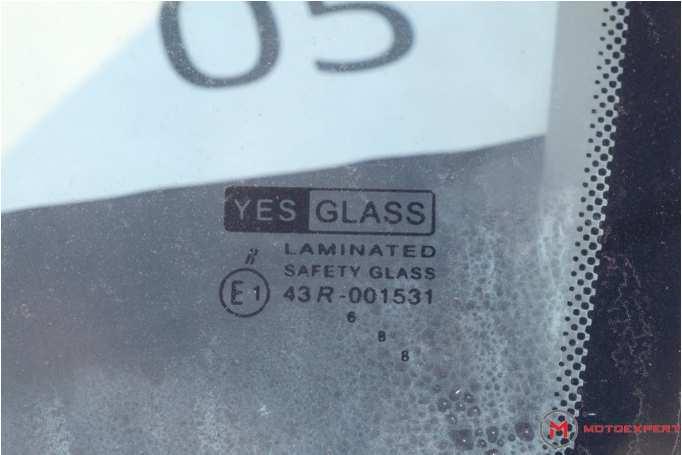 05
YES GLASS
LAMINATED
SAFETY GLASS
E1 43R-001531
6
8
8
MOTOEXPERT